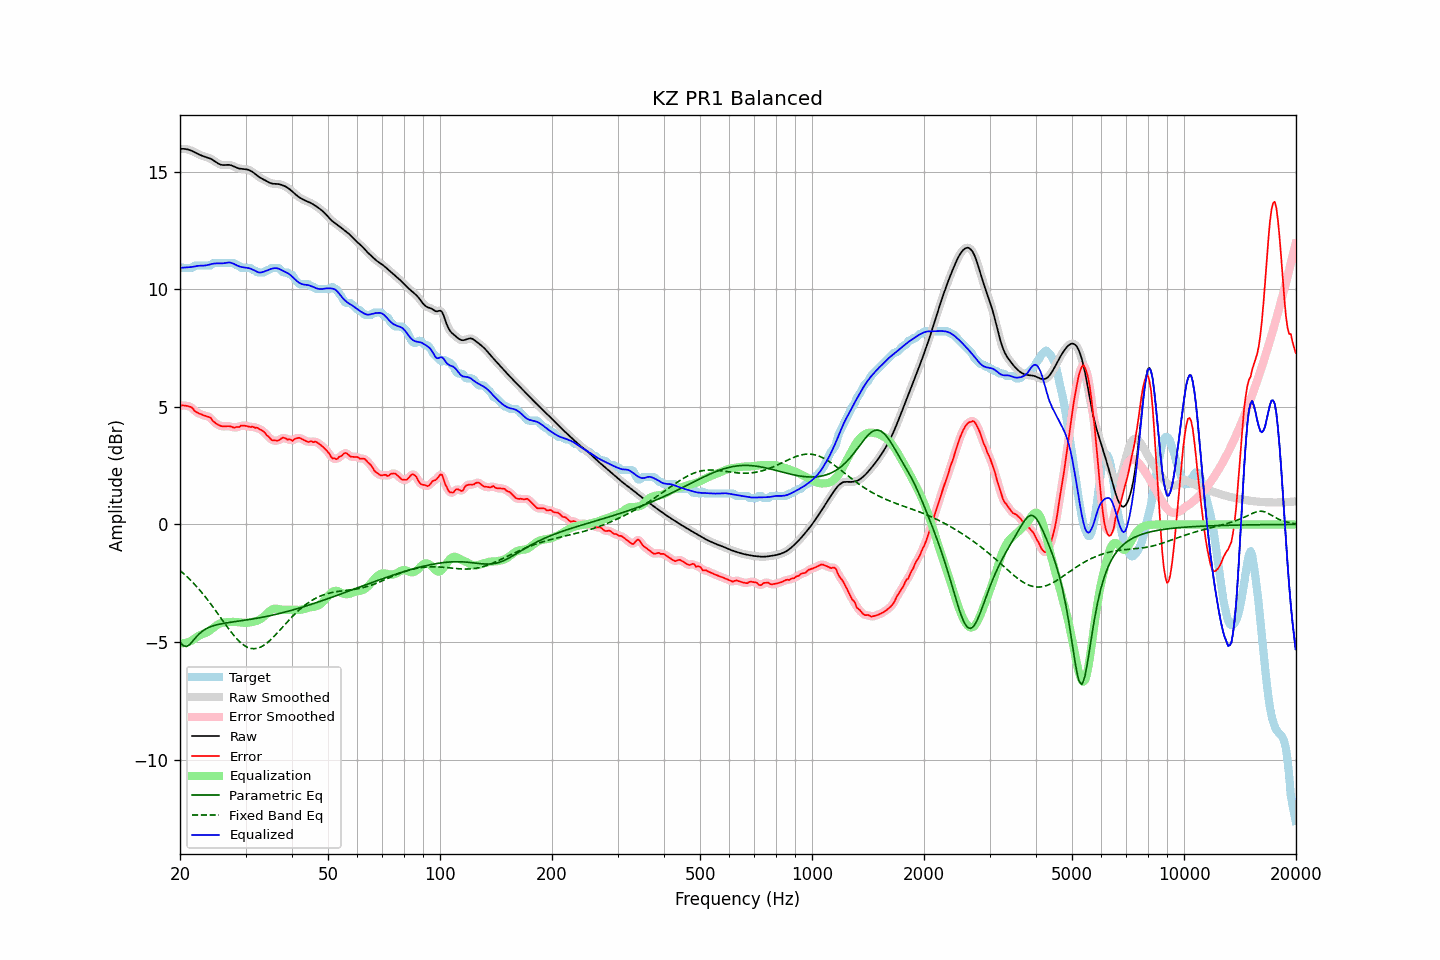 KZ PR1 Balanced
Amplitude (dBr)
15
10
5
0
−5
−10
Target
Raw Smoothed
Error Smoothed
Raw
Error
Equalization
Parametric Eq
Fixed Band Eq
Equalized
20 50 100 200 500 1000 2000 5000 10000 20000
Frequency (Hz)